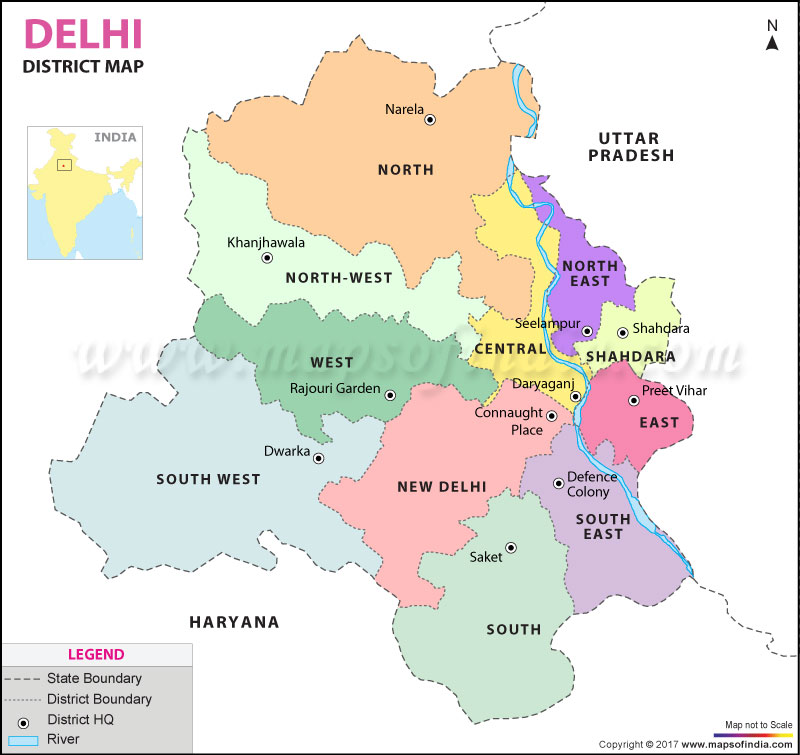 DELHI
DISTRICT MAP
N
INDIA
Narela
UTTAR
PRADESH
NORTH
Khanjhawala
NORTH-WEST
NORTH
EAST
Seelampur
Shahdara
CENTRAL
SHAHDARA
www.mapsofindia.com
WEST
Rajouri Garden
Daryaganj
Preet Vihar
Connaught
Place
EAST
Dwarka
SOUTH WEST
NEW DELHI
Defence
Colony
SOUTH
EAST
Saket
HARYANA
SOUTH
LEGEND
State Boundary
District Boundary
District HQ
River
Map not to Scale
Copyright © 2017 www.mapsofindia.com